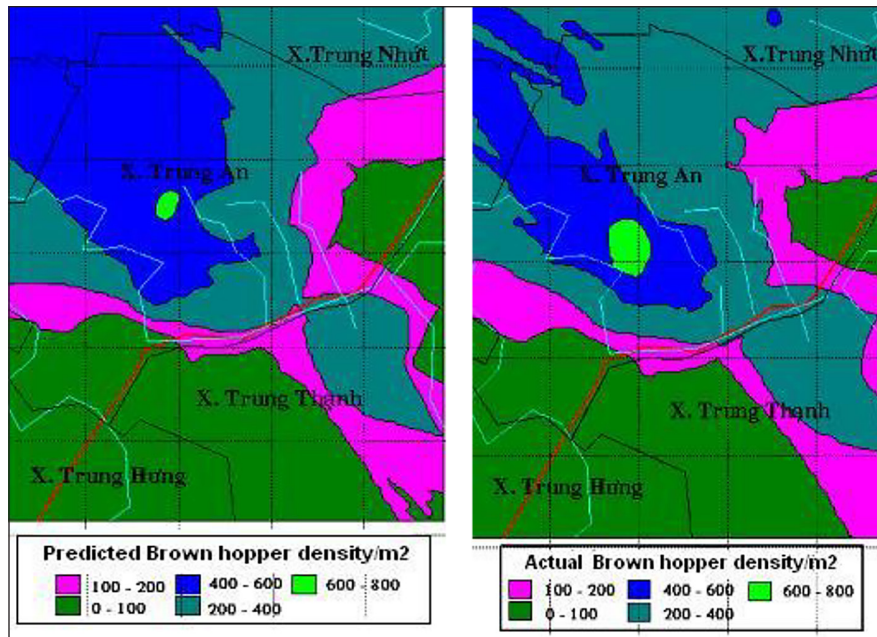 X.Trung Nhứt
X. Trung An
X. Trung Thạnh
X. Trung Hưng
Predicted Brown hopper density/m2
100 - 200 400 - 600 600 - 800
0 - 100 200 - 400
X.Trung Nhứt
X. Trung An
X. Trung Thạnh
X. Trung Hưng
Actual Brown hopper density/m2
100 - 200 400 - 600 600 - 800
0 - 100 200 - 400